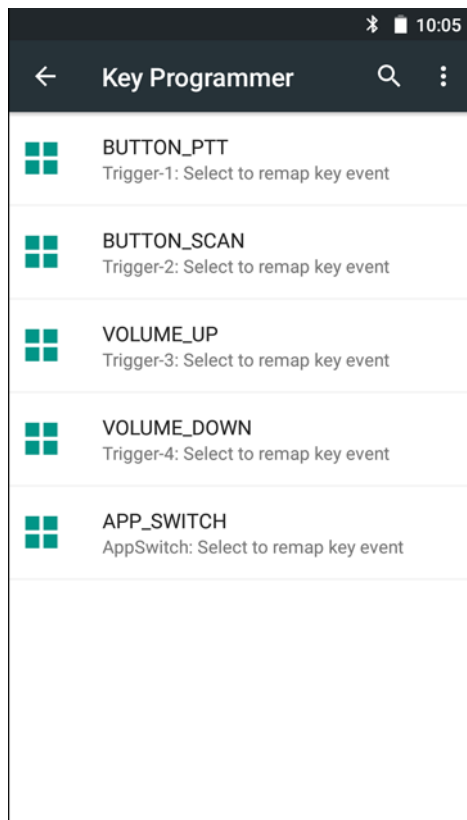 10:05
Key Programmer
BUTTON_PTT
Trigger-1: Select to remap key event
BUTTON_SCAN
Trigger-2: Select to remap key event
VOLUME_UP
Trigger-3: Select to remap key event
VOLUME_DOWN
Trigger-4: Select to remap key event
APP_SWITCH
AppSwitch: Select to remap key event